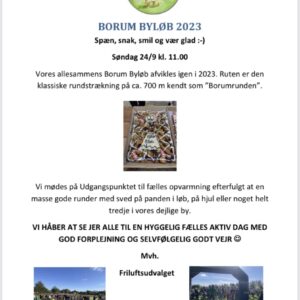 BORUM BYLØB 2023
Spæn, snak, smil og vær glad :-)
Søndag 24/9 kl. 11.00
Vores allesammens Borum Byløb afvikles igen i 2023. Ruten er den
klassiske rundstrækning på ca. 700 m kendt som ”Borumrunden”.
Vi mødes på Udgangspunktet til fælles opvarmning efterfulgt at en
masse gode runder med sved på panden i løb, på hjul eller noget helt
tredje i vores dejlige by.
VI HÅBER AT SE JER ALLE TIL EN HYGGELIG FÆLLES AKTIV DAG MED
GOD FORPLEJNING OG SELVFØLGELIG GODT VEJR ☺
Mvh.
Friluftsudvalget